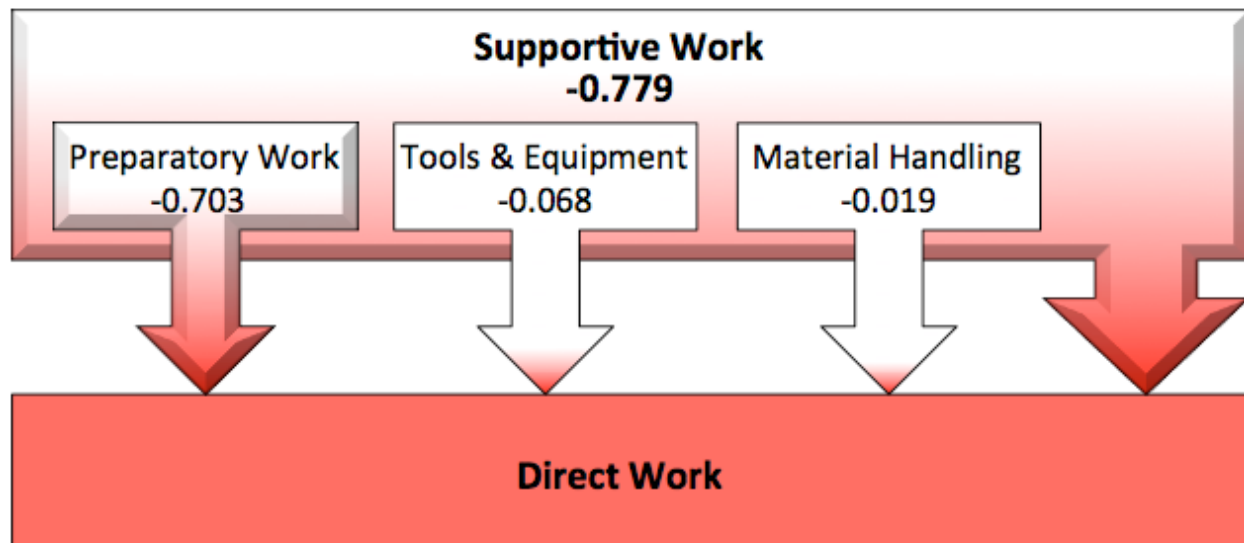 Supportive Work
-0.779
Preparatory Work
-0.703
Tools & Equipment
-0.068
Material Handling
-0.019
Direct Work